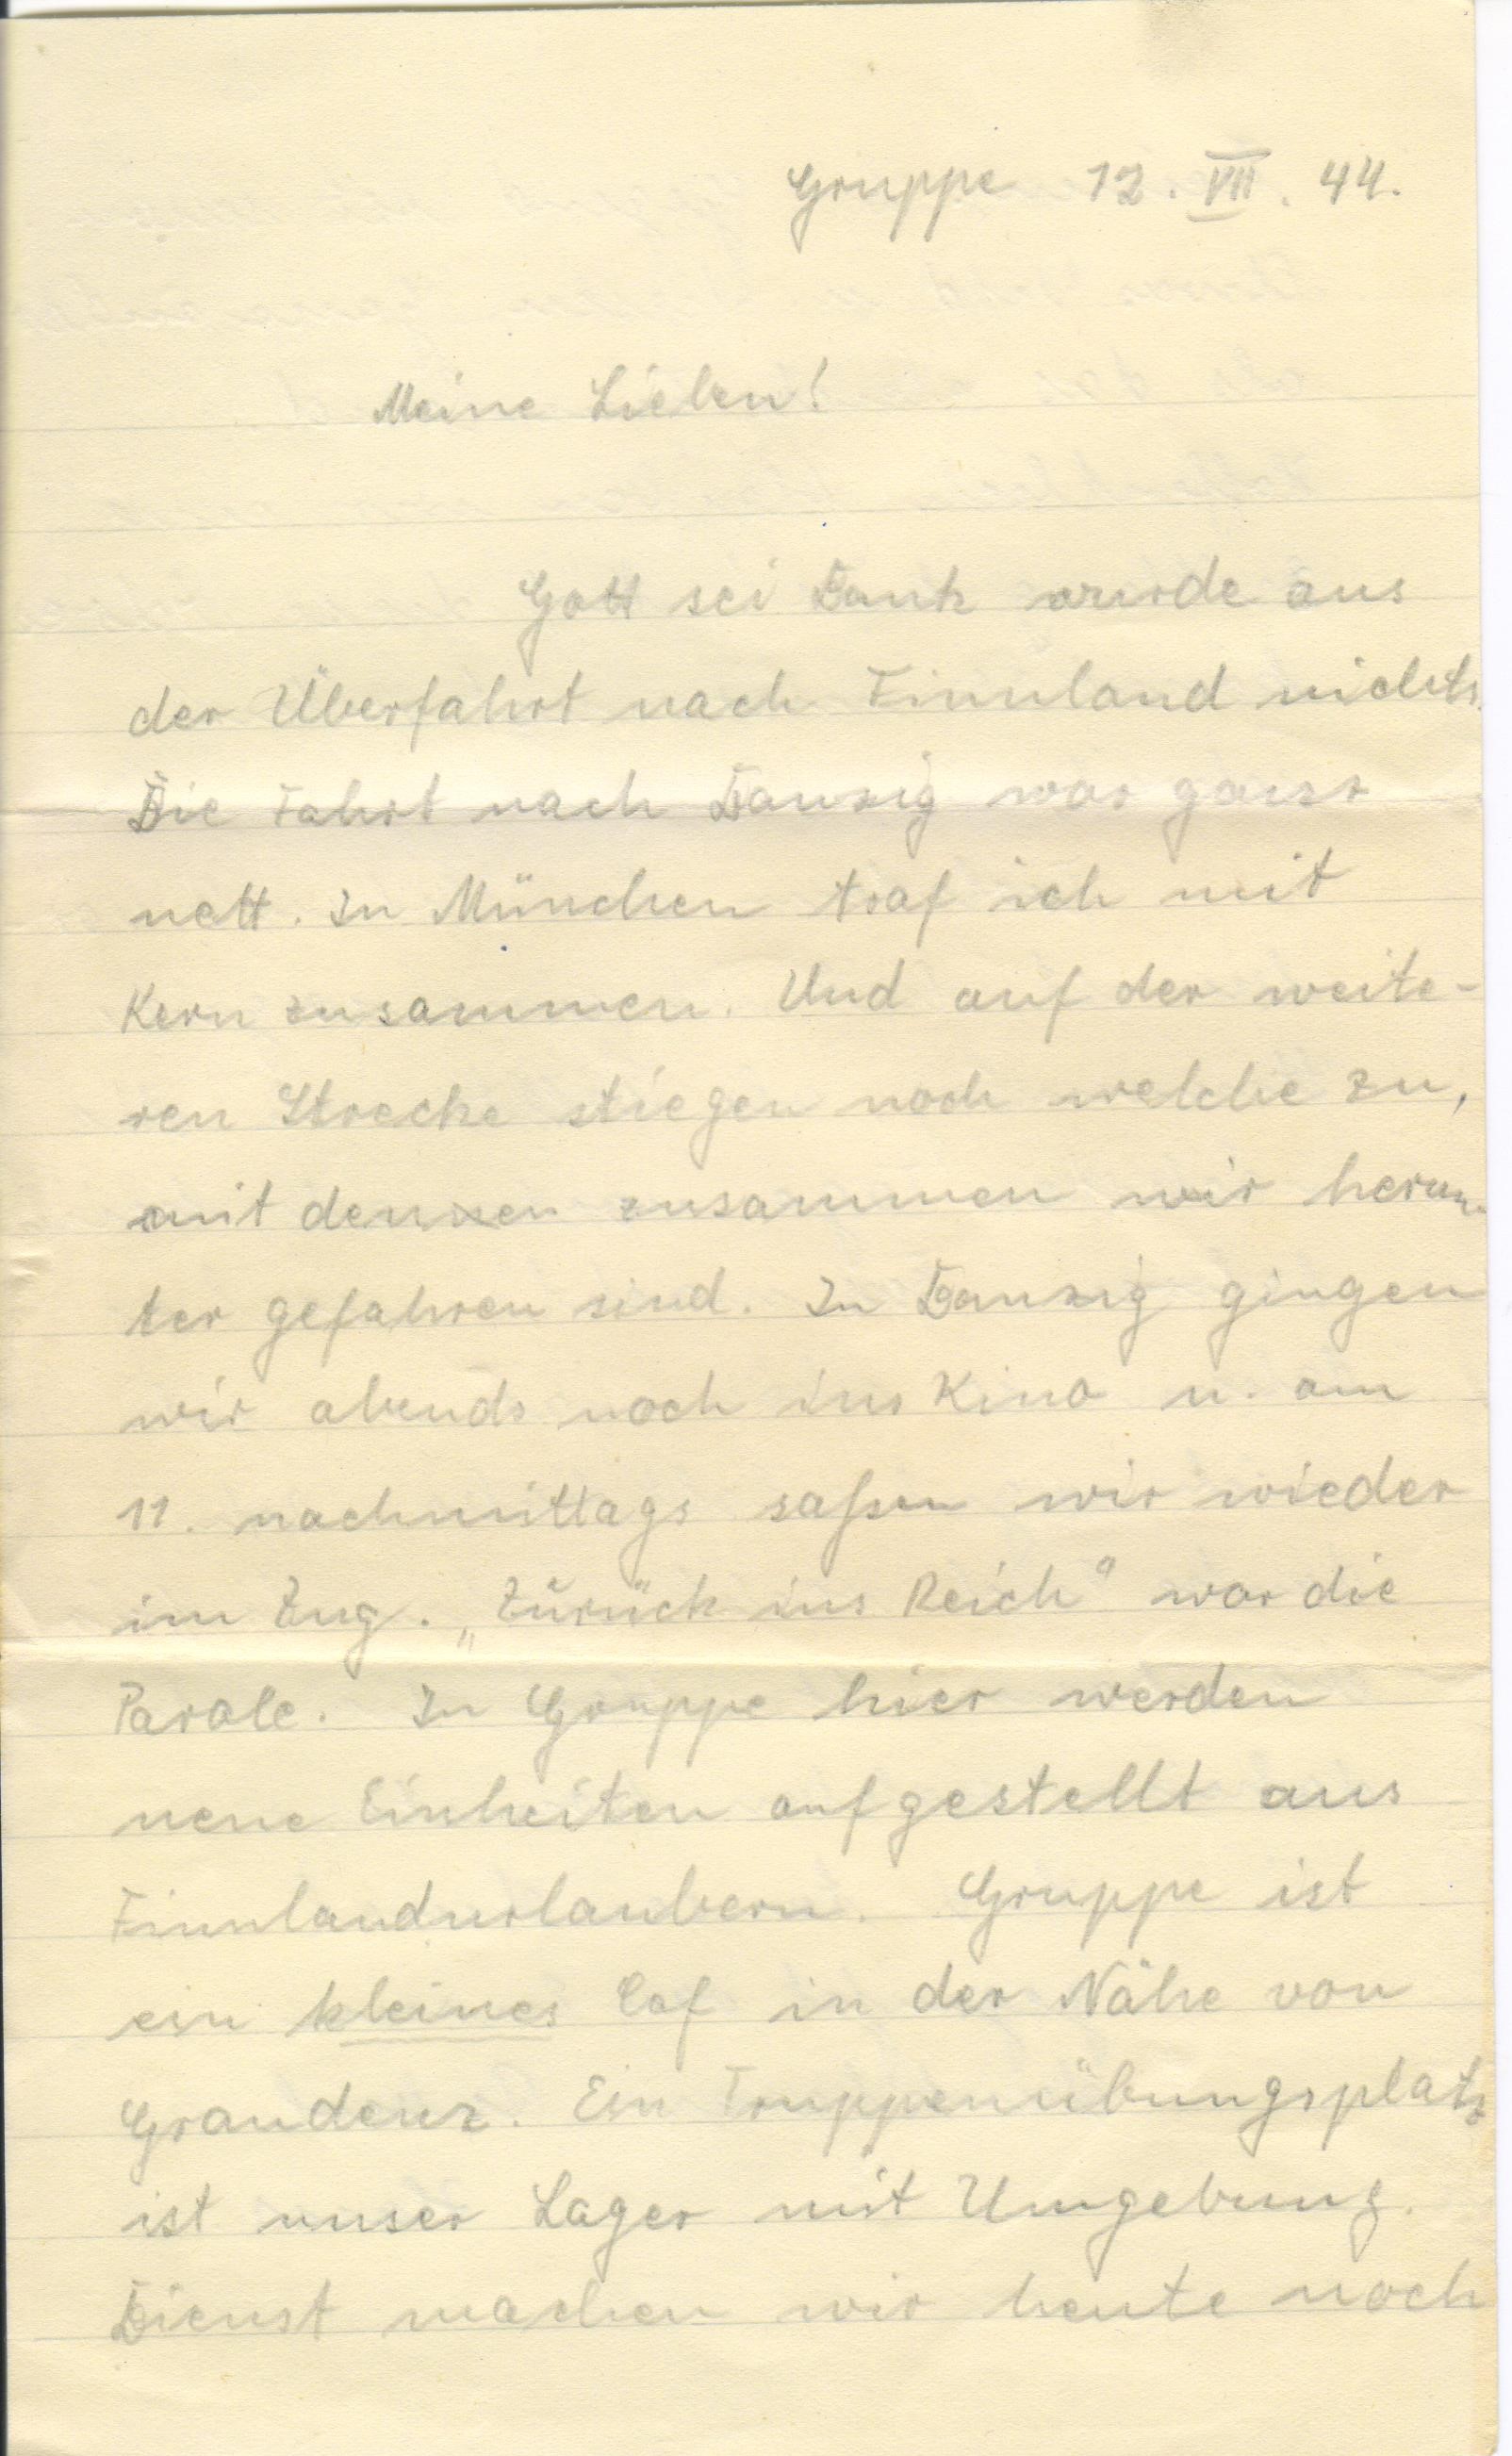 Gruppe 12. VII. 44.
Meine Lieben!
Gott sei Dank wurde aus
der Überfahrt nach Finnland nichts.
Die Fahrt nach Danzig war ganz
nett. In München traf ich mit
Kern zusammen. Und auf der weite-
ren Strecke stiegen noch welche zu,
mit denen zusammen wir herun-
ter gefahren sind. In Danzig gingen
wir abends noch ins Kino u. am
11. nachmittags saßen wir wieder
im Zug. „Zurück ins Reich“ war die
Parole. In Gruppe hier werden
neue Einheiten aufgestellt aus
Finnlandurlaubern. Gruppe ist
ein kleines in der Nähe von
Graudenz. Ein Truppenübungsplatz
ist unser Lager mit Umgebung.
Dienst machen wir heute noch